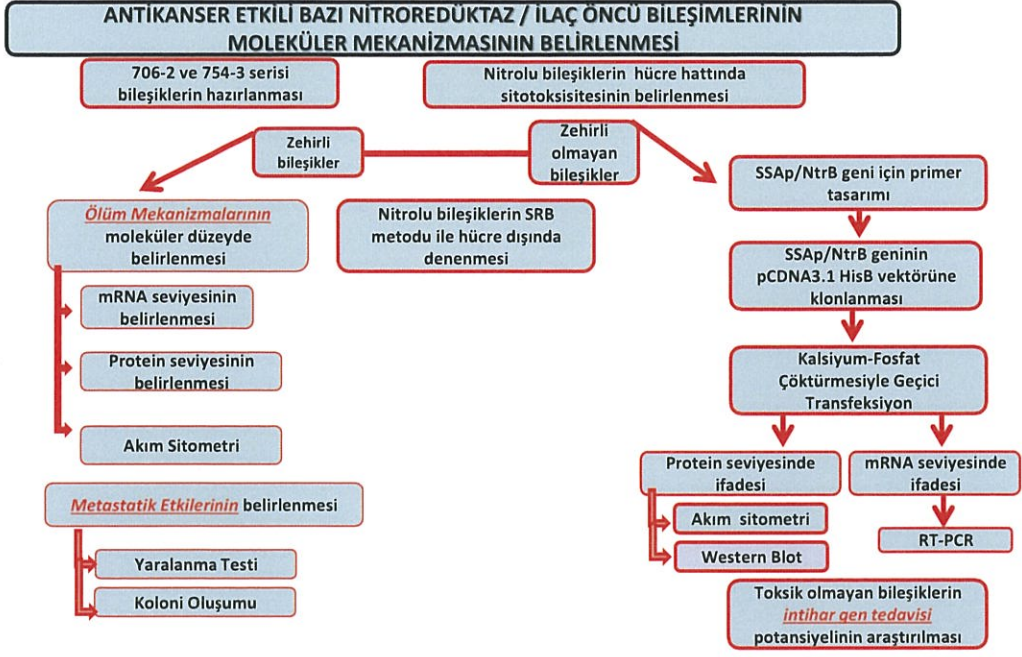 ANTİKANSER ETKİLİ BAZI NİTROREDÜKTAZ / İLAÇ ÖNCÜ BİLEŞİMLERİNİN
MOLEKÜLER MEKANİZMASININ BELİRLENMESİ
706-2 ve 754-3 serisi
bileşiklerin hazırlanması
Nitrolu bileşiklerin hücre hattında
sitotoksisitesinin belirlenmesi
Zehirli
bileşikler
Zehirli
olmayan
bileşikler
Ölüm Mekanizmalarının
moleküler düzeyde
belirlenmesi
mRNA seviyesinin
belirlenmesi
Protein seviyesinin
belirlenmesi
Akım Sitometri
Metastatik Etkilerinin belirlenmesi
Yaralanma Testi
Koloni Oluşumu
Nitrolu bileşiklerin SRB
metodu ile hücre dışında
denenmesi
SSAp/NtrB geni için primer
tasarımı
SSAp/NtrB geninin
pCDNA3.1 HisB vektörüne
klonlanması
Kalsiyum-Fosfat
Çöktürmesiyle Geçici
Transfeksiyon
Protein seviyesinde
ifadesi
Akım sitometri
Western Blot
mRNA seviyesinde
ifadesi
RT-PCR
Toksik olmayan bileşiklerin
intihar gen tedavisi
potansiyelinin araştırılması